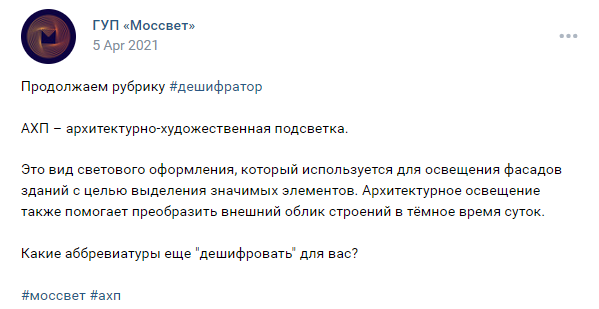 ГУП «Моссвет»
5 Apr 2021
Продолжаем рубрику #дешифратор
АХП – архитектурно-художественная подсветка.
Это вид светового оформления, который используется для освещения фасадов
зданий с целью выделения значимых элементов. Архитектурное освещение
также помогает преобразить внешний облик строений в тёмное время суток.
Какие аббревиатуры еще "дешифровать" для вас?
#моссвет #ахп